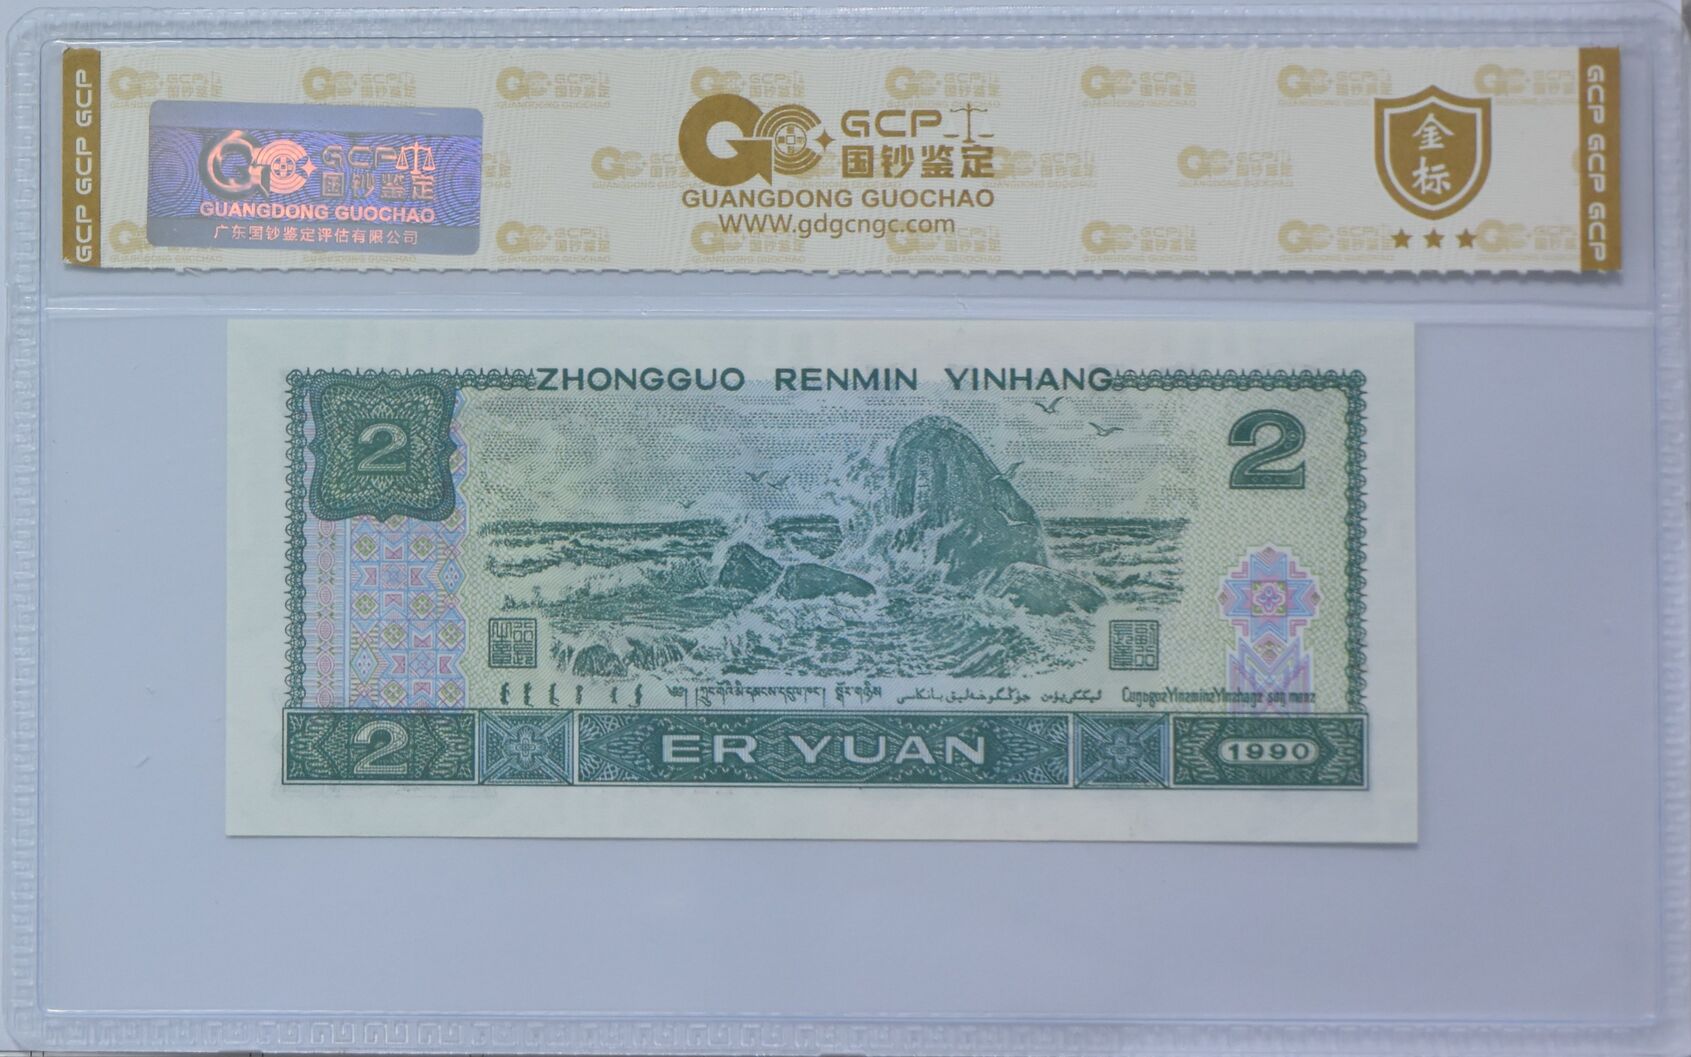 GCP GCP GCP
GCP 国钞鉴定
GUANGDONG GUOCHAO
广东国钞鉴定评估有限公司
GCP
国钞鉴定
GUANGDONG GUOCHAO
WWW.gdgcngc.com
金标
GCP GCP GCP
ZHONGGUO RENMIN YINHANG
2
2
2
ER YUAN
1990